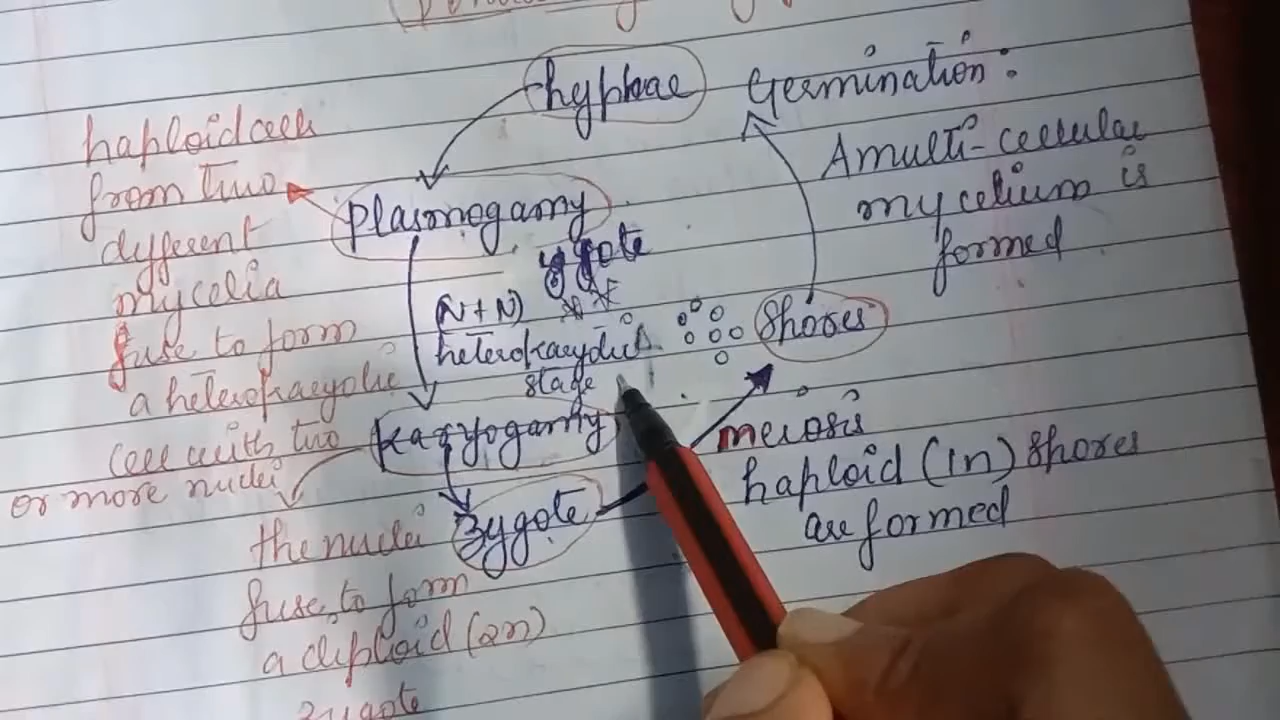 hyphae
Germination:
A multi-cellular
mycelium is
formed
haploid cells
from two
dyfferent
mycelia
fuse to form
a heterokaryotic
cell with two
or more nuclei
Plasmogamy
(N+N)
stage
Spores
Karyogamy
Zygote
meiosis
haploid (1n) spores
are formed
the nuclei
fuse to form
a diploid (2n)
zygote